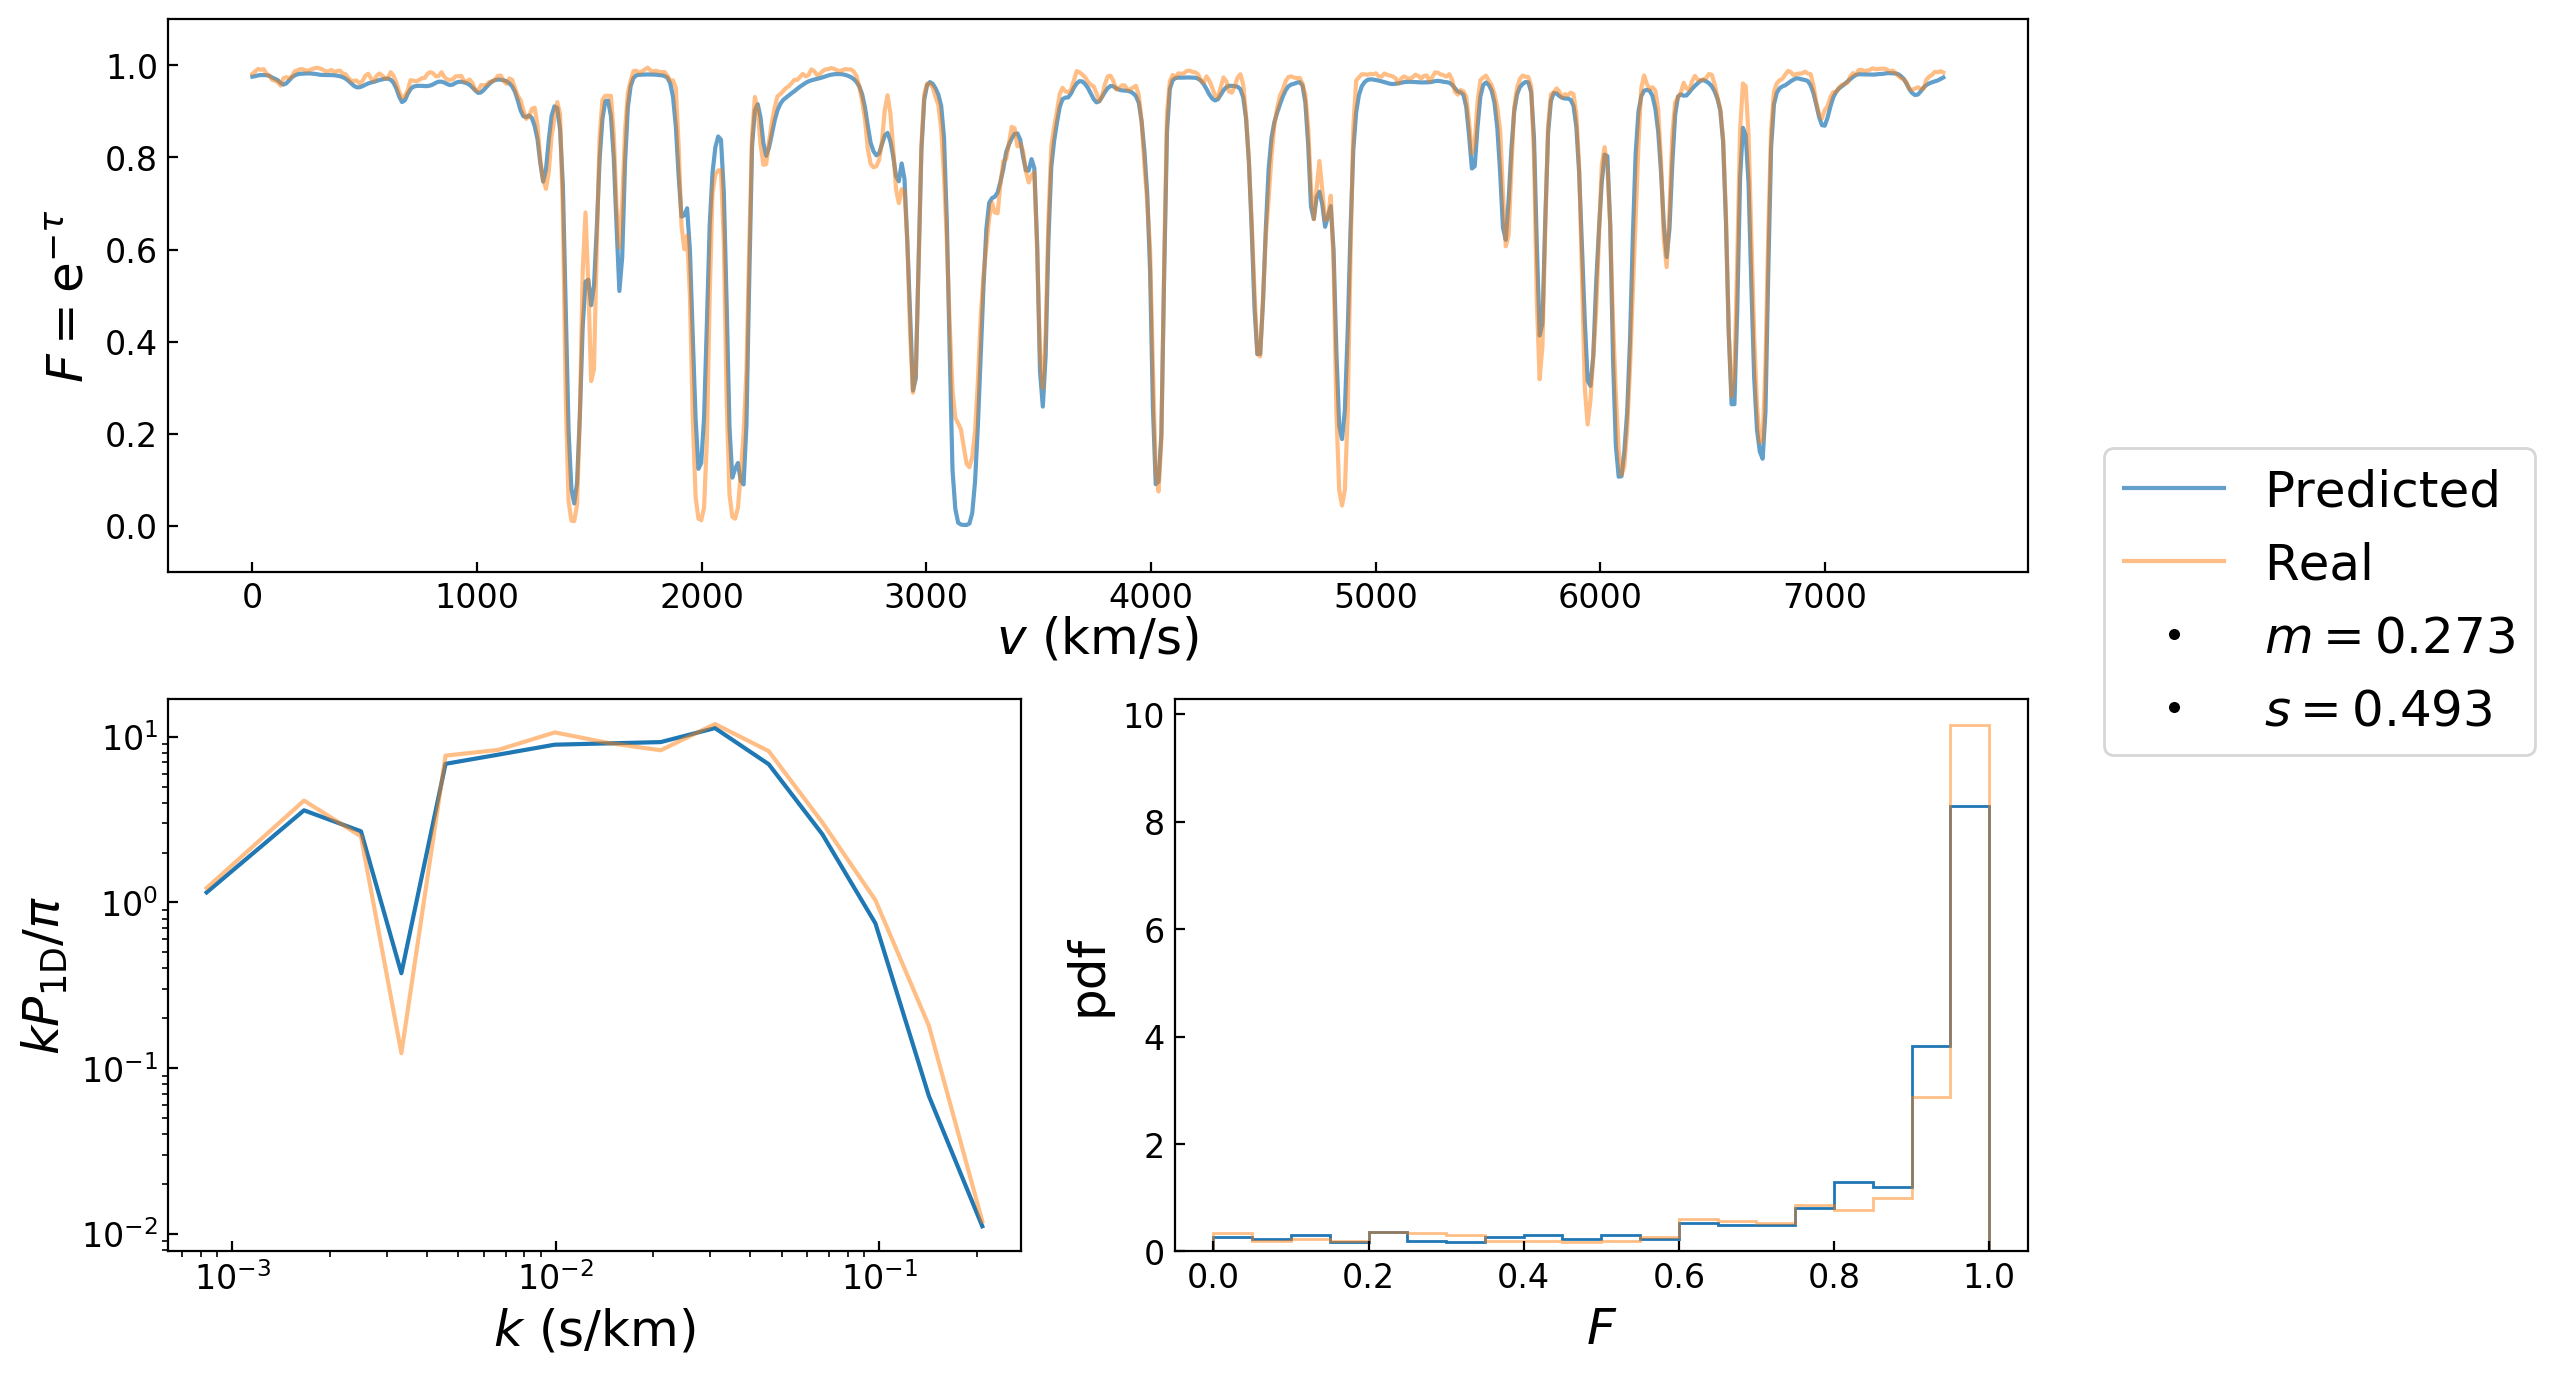 F = e^{−τ}
1.0
0.8
0.6
0.4
0.2
0.0
0 1000 2000 3000 4000 5000 6000 7000
v (km/s)
Predicted
Real
m = 0.273
s = 0.493
kP_{1D}/π
10^1
10^0
10^{−1}
10^{−2}
10^{−3} 10^{−2} 10^{−1}
k (s/km)
pdf
10
8
6
4
2
0
0.0 0.2 0.4 0.6 0.8 1.0
F